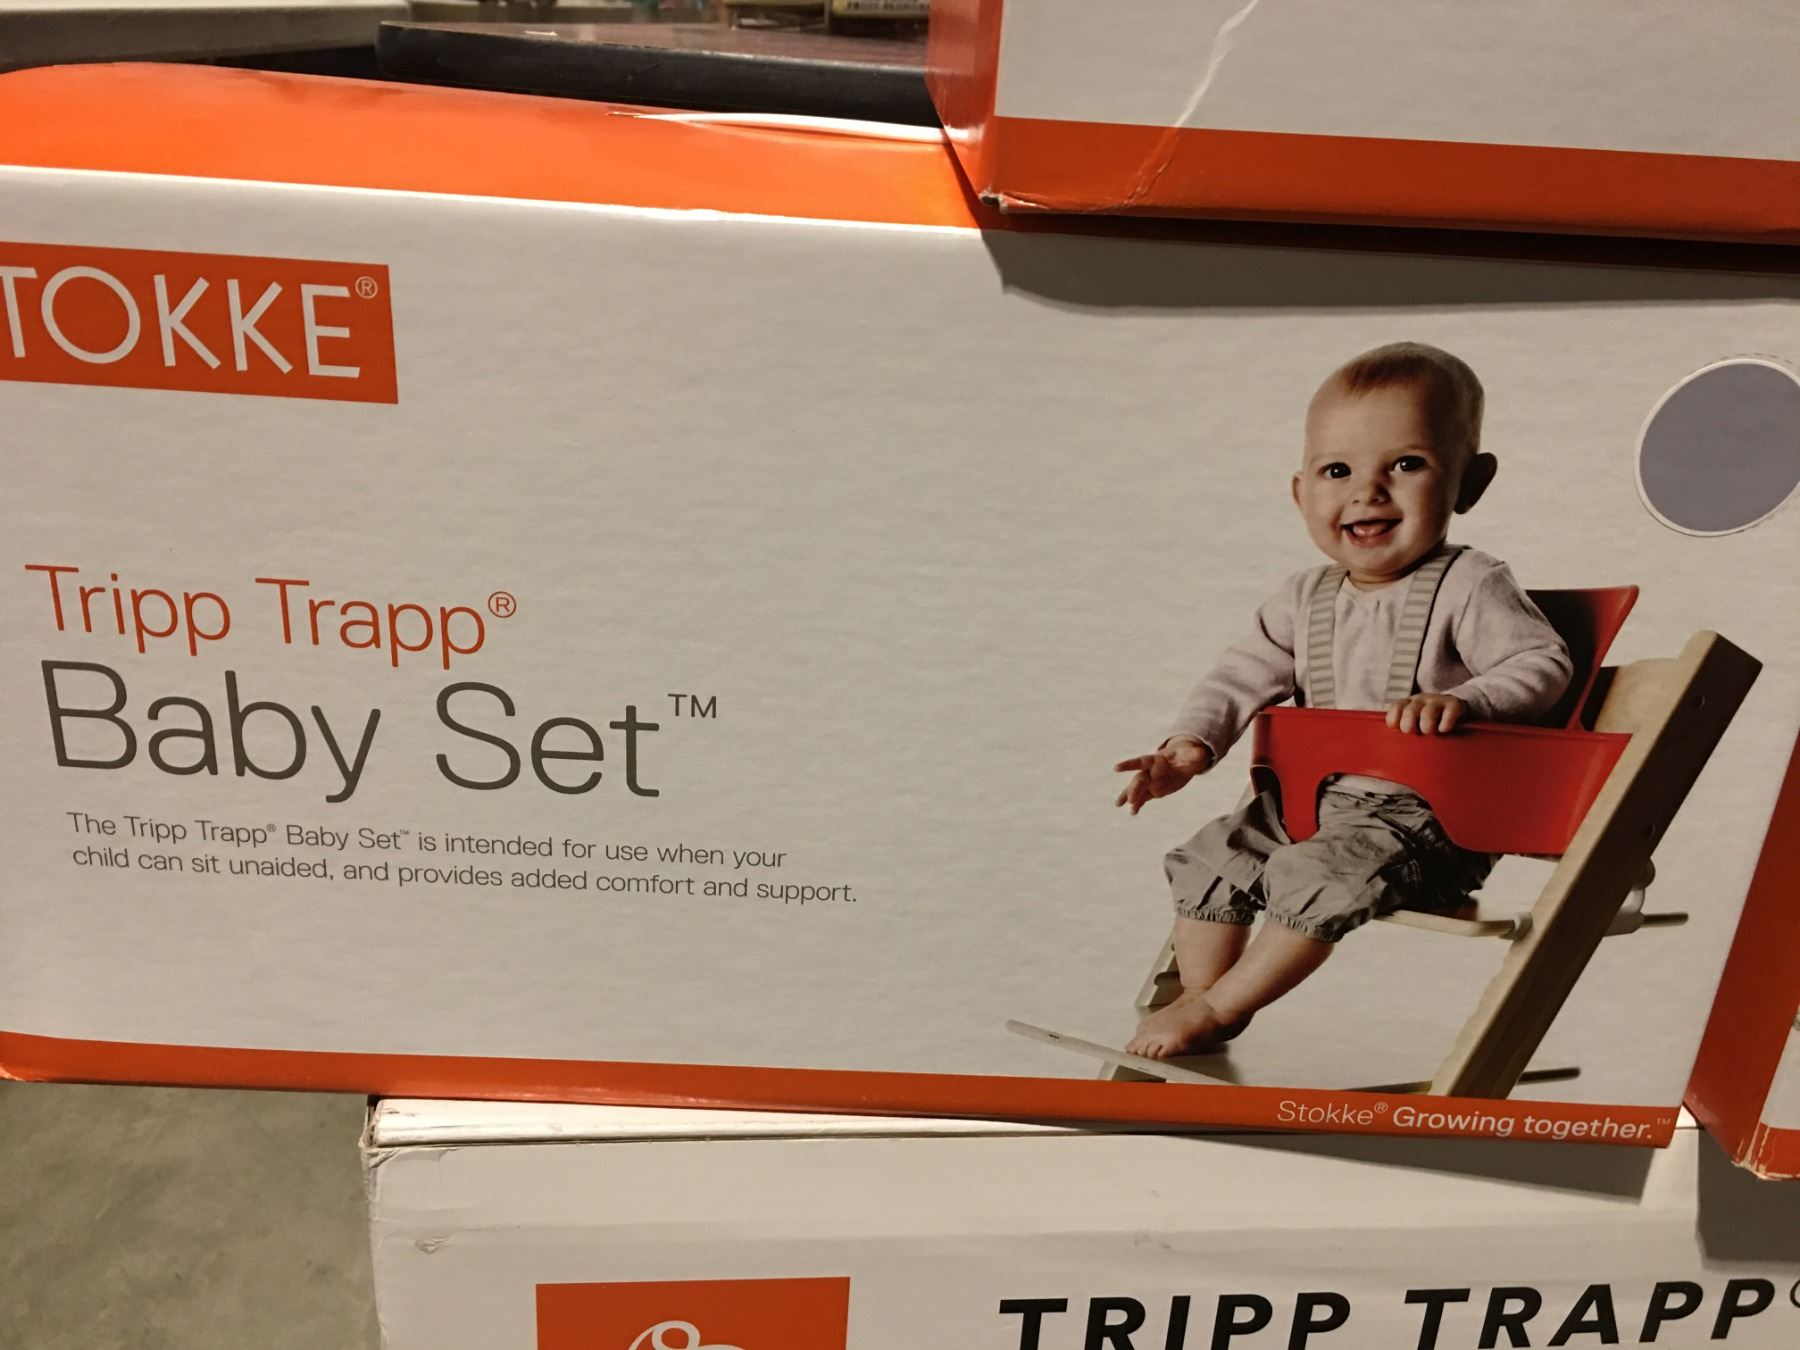 TOKKE®
Tripp Trapp®
Baby Set™
The Tripp Trapp® Baby Set™ is intended for use when your
child can sit unaided, and provides added comfort and support.
Stokke® Growing together.™
TRIPP TRAPP®